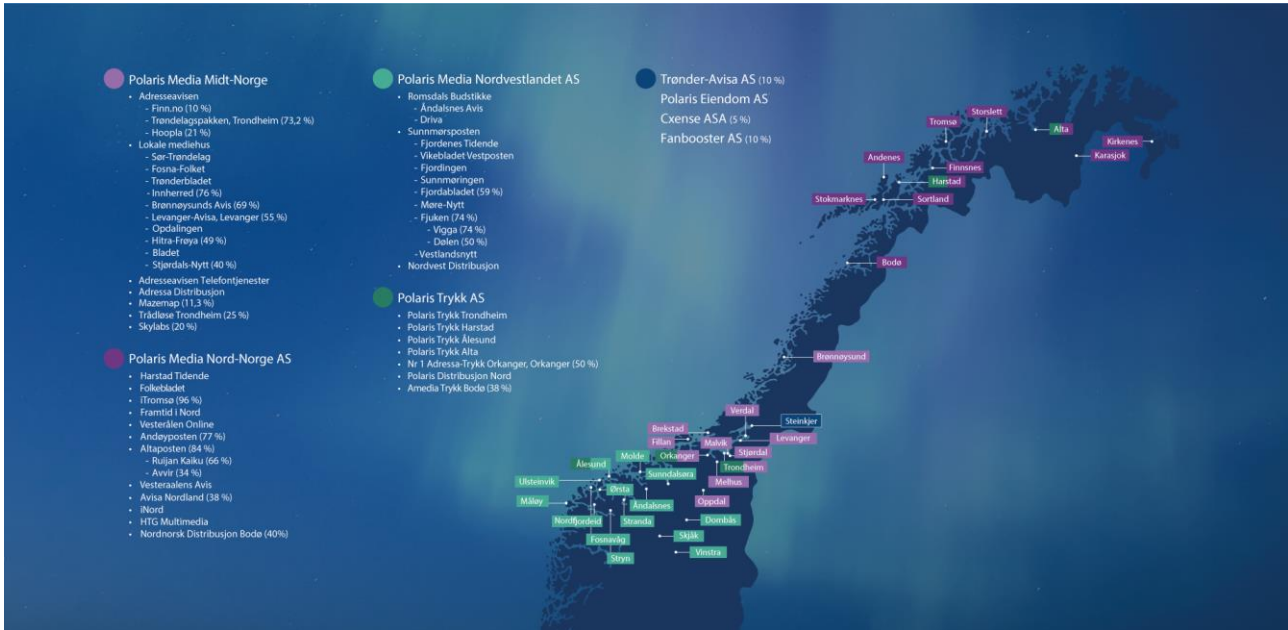 Polaris Media Midt-Norge
• Adresseavisen
- Finn.no (10 %)
- Trøndelagspakken, Trondheim (73,2 %)
- Hoopla (21 %)
• Lokale mediehus
- Sør-Trøndelag
- Fosna-Folket
- Trønderbladet
- Innherred (76 %)
- Brønnøysunds Avis (69 %)
- Levanger-Avisa, Levanger (55 %)
- Opdalingen
- Hitra-Frøya (49 %)
- Bladet
- Stjørdals-Nytt (40 %)
• Adresseavisen Telefontjenester
• Adressa Distribusjon
• Mazemap (11,3 %)
• Trådløse Trondheim (25 %)
• Skylabs (20 %)
Polaris Media Nord-Norge AS
• Harstad Tidende
• Folkebladet
• iTromsø (96 %)
• Framtid i Nord
• Vesterålen Online
• Andøyposten (77 %)
• Altaposten (84 %)
- Ruijan Kaiku (66 %)
- Avvir (34 %)
• Vesteraalens Avis
• Avisa Nordland (38 %)
• iNord
• HTG Multimedia
• Nordnorsk Distribusjon Bodø (40%)
Polaris Media Nordvestlandet AS
• Romsdals Budstikke
- Åndalsnes Avis
- Driva
• Sunnmørsposten
- Fjordenes Tidende
- Vikebladet Vestposten
- Fjordingen
- Sunnmøringen
- Fjordabladet (59 %)
- Møre-Nytt
- Fjuken (74 %)
- Vigga (74 %)
- Dølen (50 %)
-Vestlandsnytt
• Nordvest Distribusjon
Polaris Trykk AS
• Polaris Trykk Trondheim
• Polaris Trykk Harstad
• Polaris Trykk Ålesund
• Polaris Trykk Alta
• Nr 1 Adressa-Trykk Orkanger, Orkanger (50 %)
• Polaris Distribusjon Nord
• Amedia Trykk Bodø (38 %)
Trønder-Avisa AS (10 %)
Polaris Eiendom AS
Cxense ASA (5 %)
Fanbooster AS (10 %)
Storslett
Tromsø
Alta
Kirkenes
Karasjok
Andenes
Finnsnes
Harstad
Stokmarknes
Sortland
Bodø
Brønnøysund
Verdal
Steinkjer
Brekstad
Levanger
Fillan
Malvik
Stjørdal
Molde
Orkanger
Ålesund
Trondheim
Sunndalsøra
Ulsteinvik
Melhus
Ørsta
Måløy
Åndalsnes
Oppdal
Nordfjordeid
Stranda
Dombås
Fosnavåg
Skjåk
Stryn
Vinstra